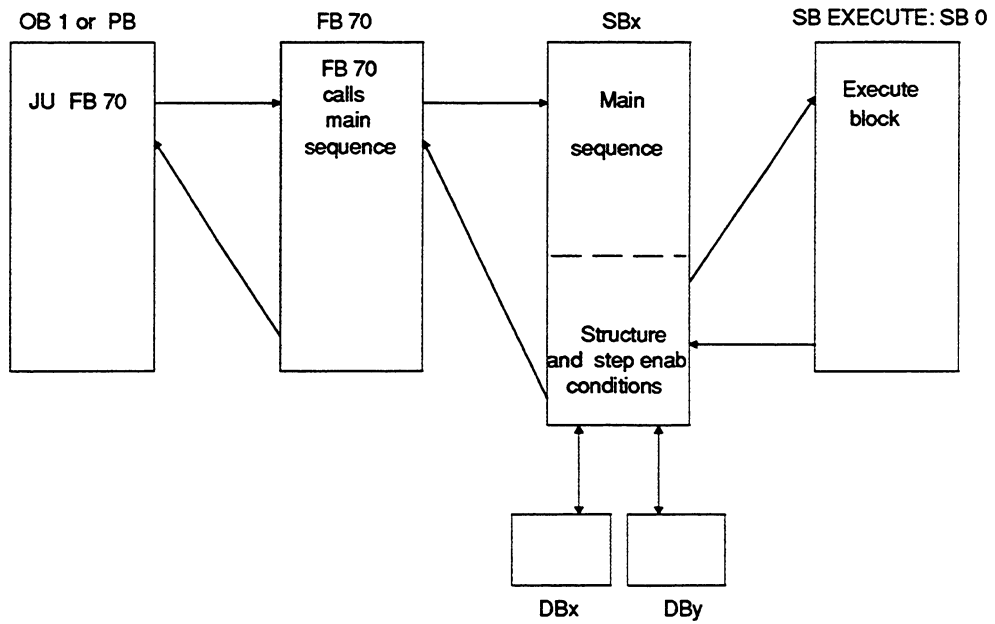 OB 1 or PB
FB 70
SBx
SB EXECUTE: SB 0
JU FB 70
FB 70
calls
main
sequence
Main
sequence
Structure
and step enab
conditions
Execute
block
DBx
DBy